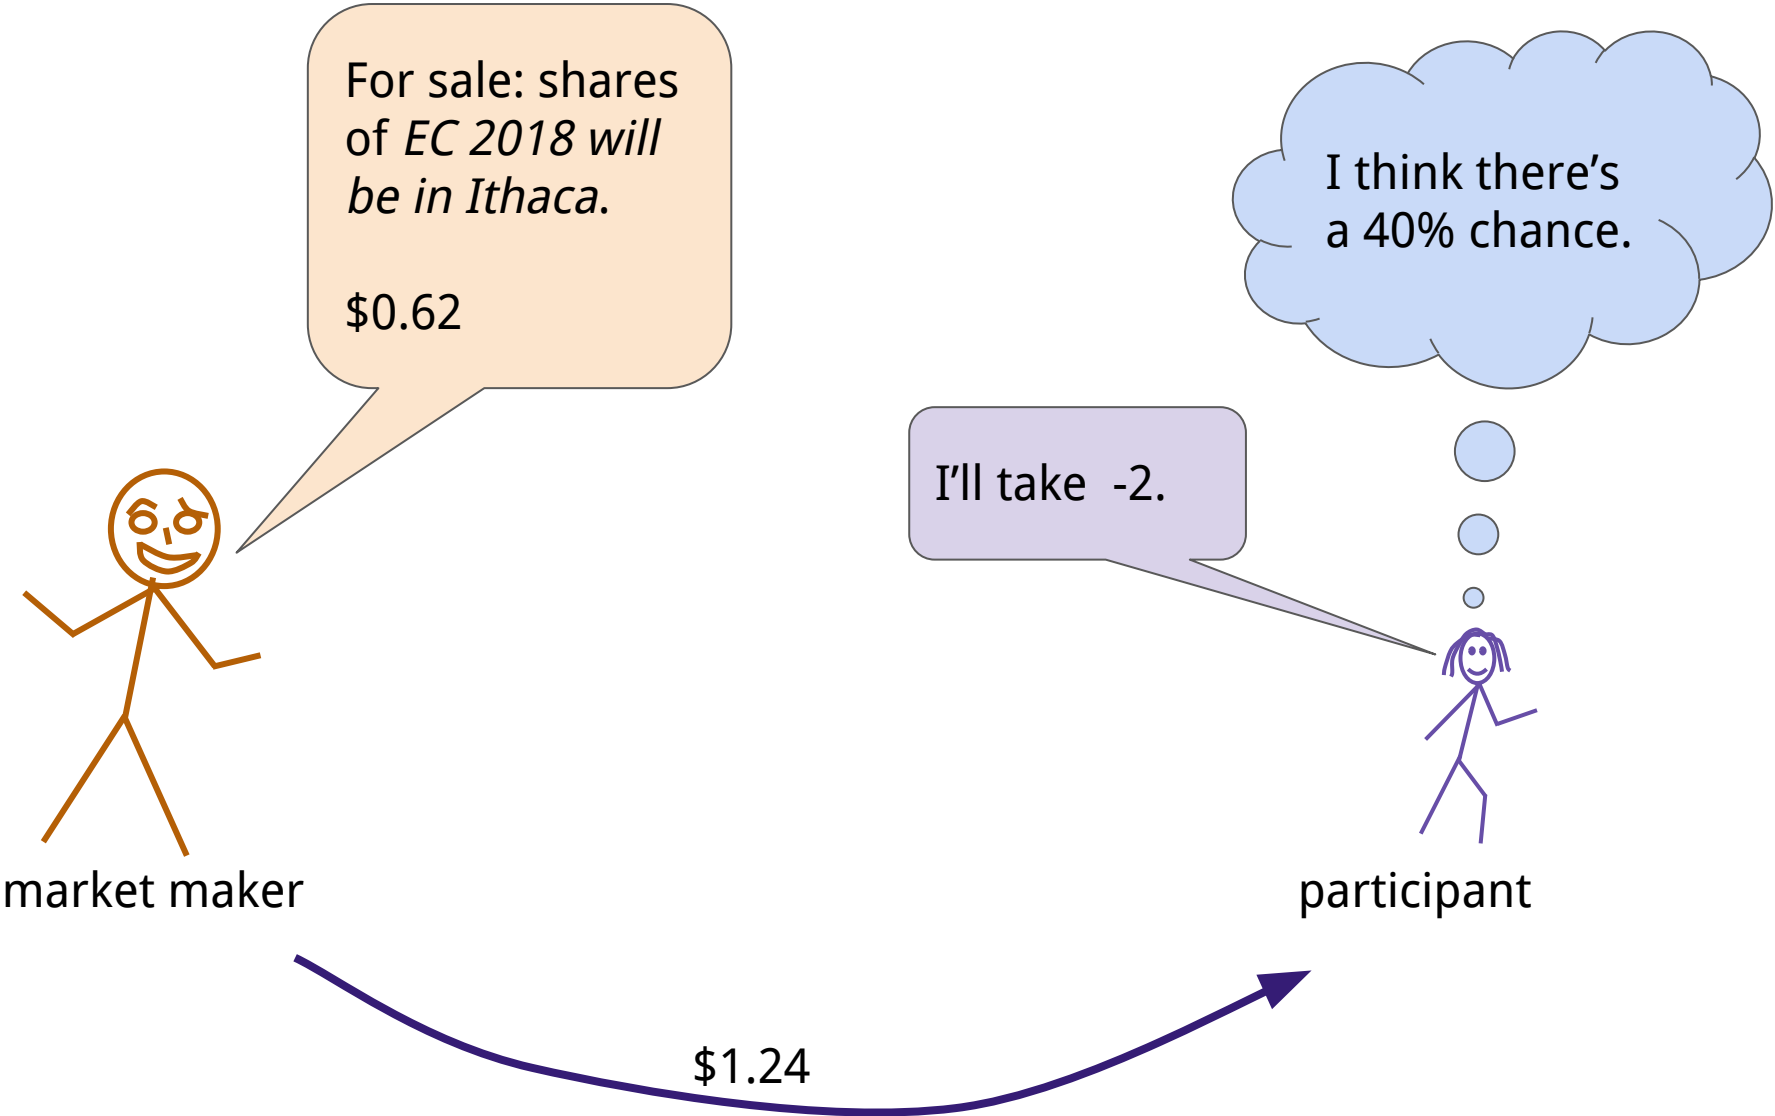 For sale: shares
of EC 2018 will
be in Ithaca.
$0.62
I think there’s
a 40% chance.
I’ll take -2.
market maker
participant
$1.24